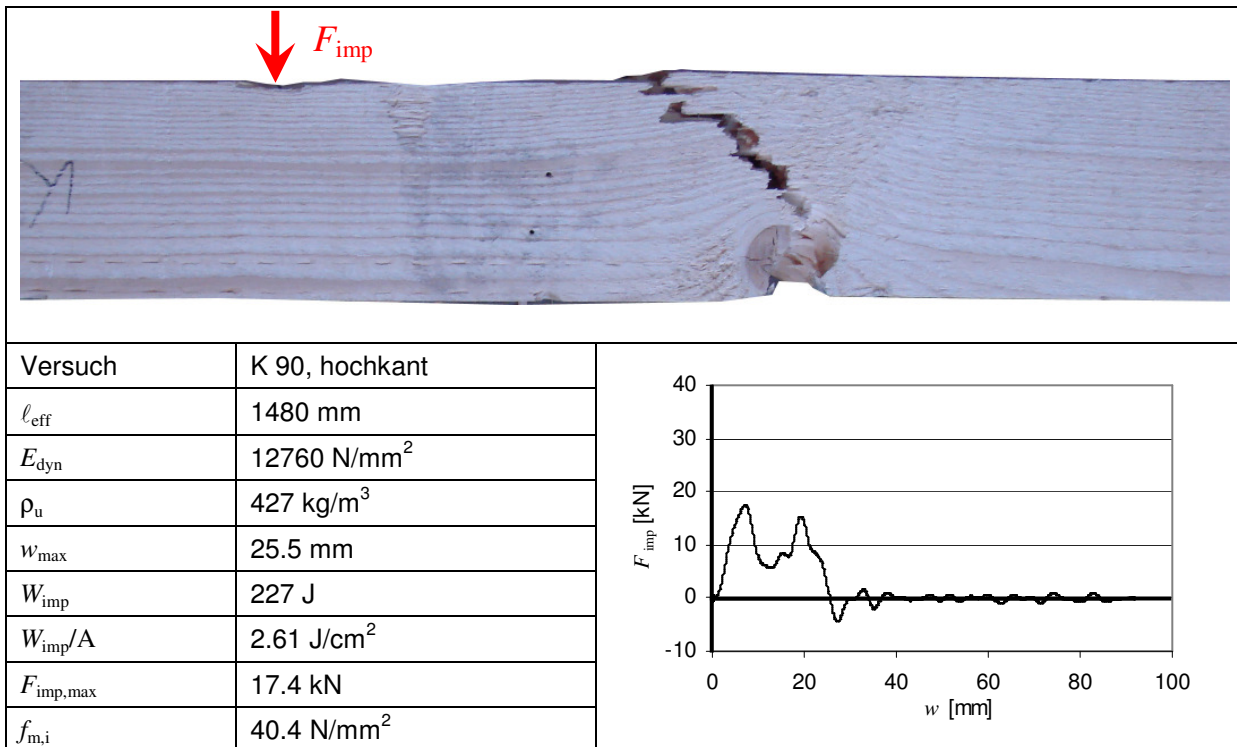 F_imp
K
Versuch K 90, hochkant
ℓ_eff 1480 mm
E_dyn 12760 N/mm²
ρ_u 427 kg/m³
w_max 25.5 mm
W_imp 227 J
W_imp/A 2.61 J/cm²
F_imp,max 17.4 kN
f_m,i 40.4 N/mm²
F_imp [kN]
40
30
20
10
0
-10
0 20 40 60 80 100
w [mm]